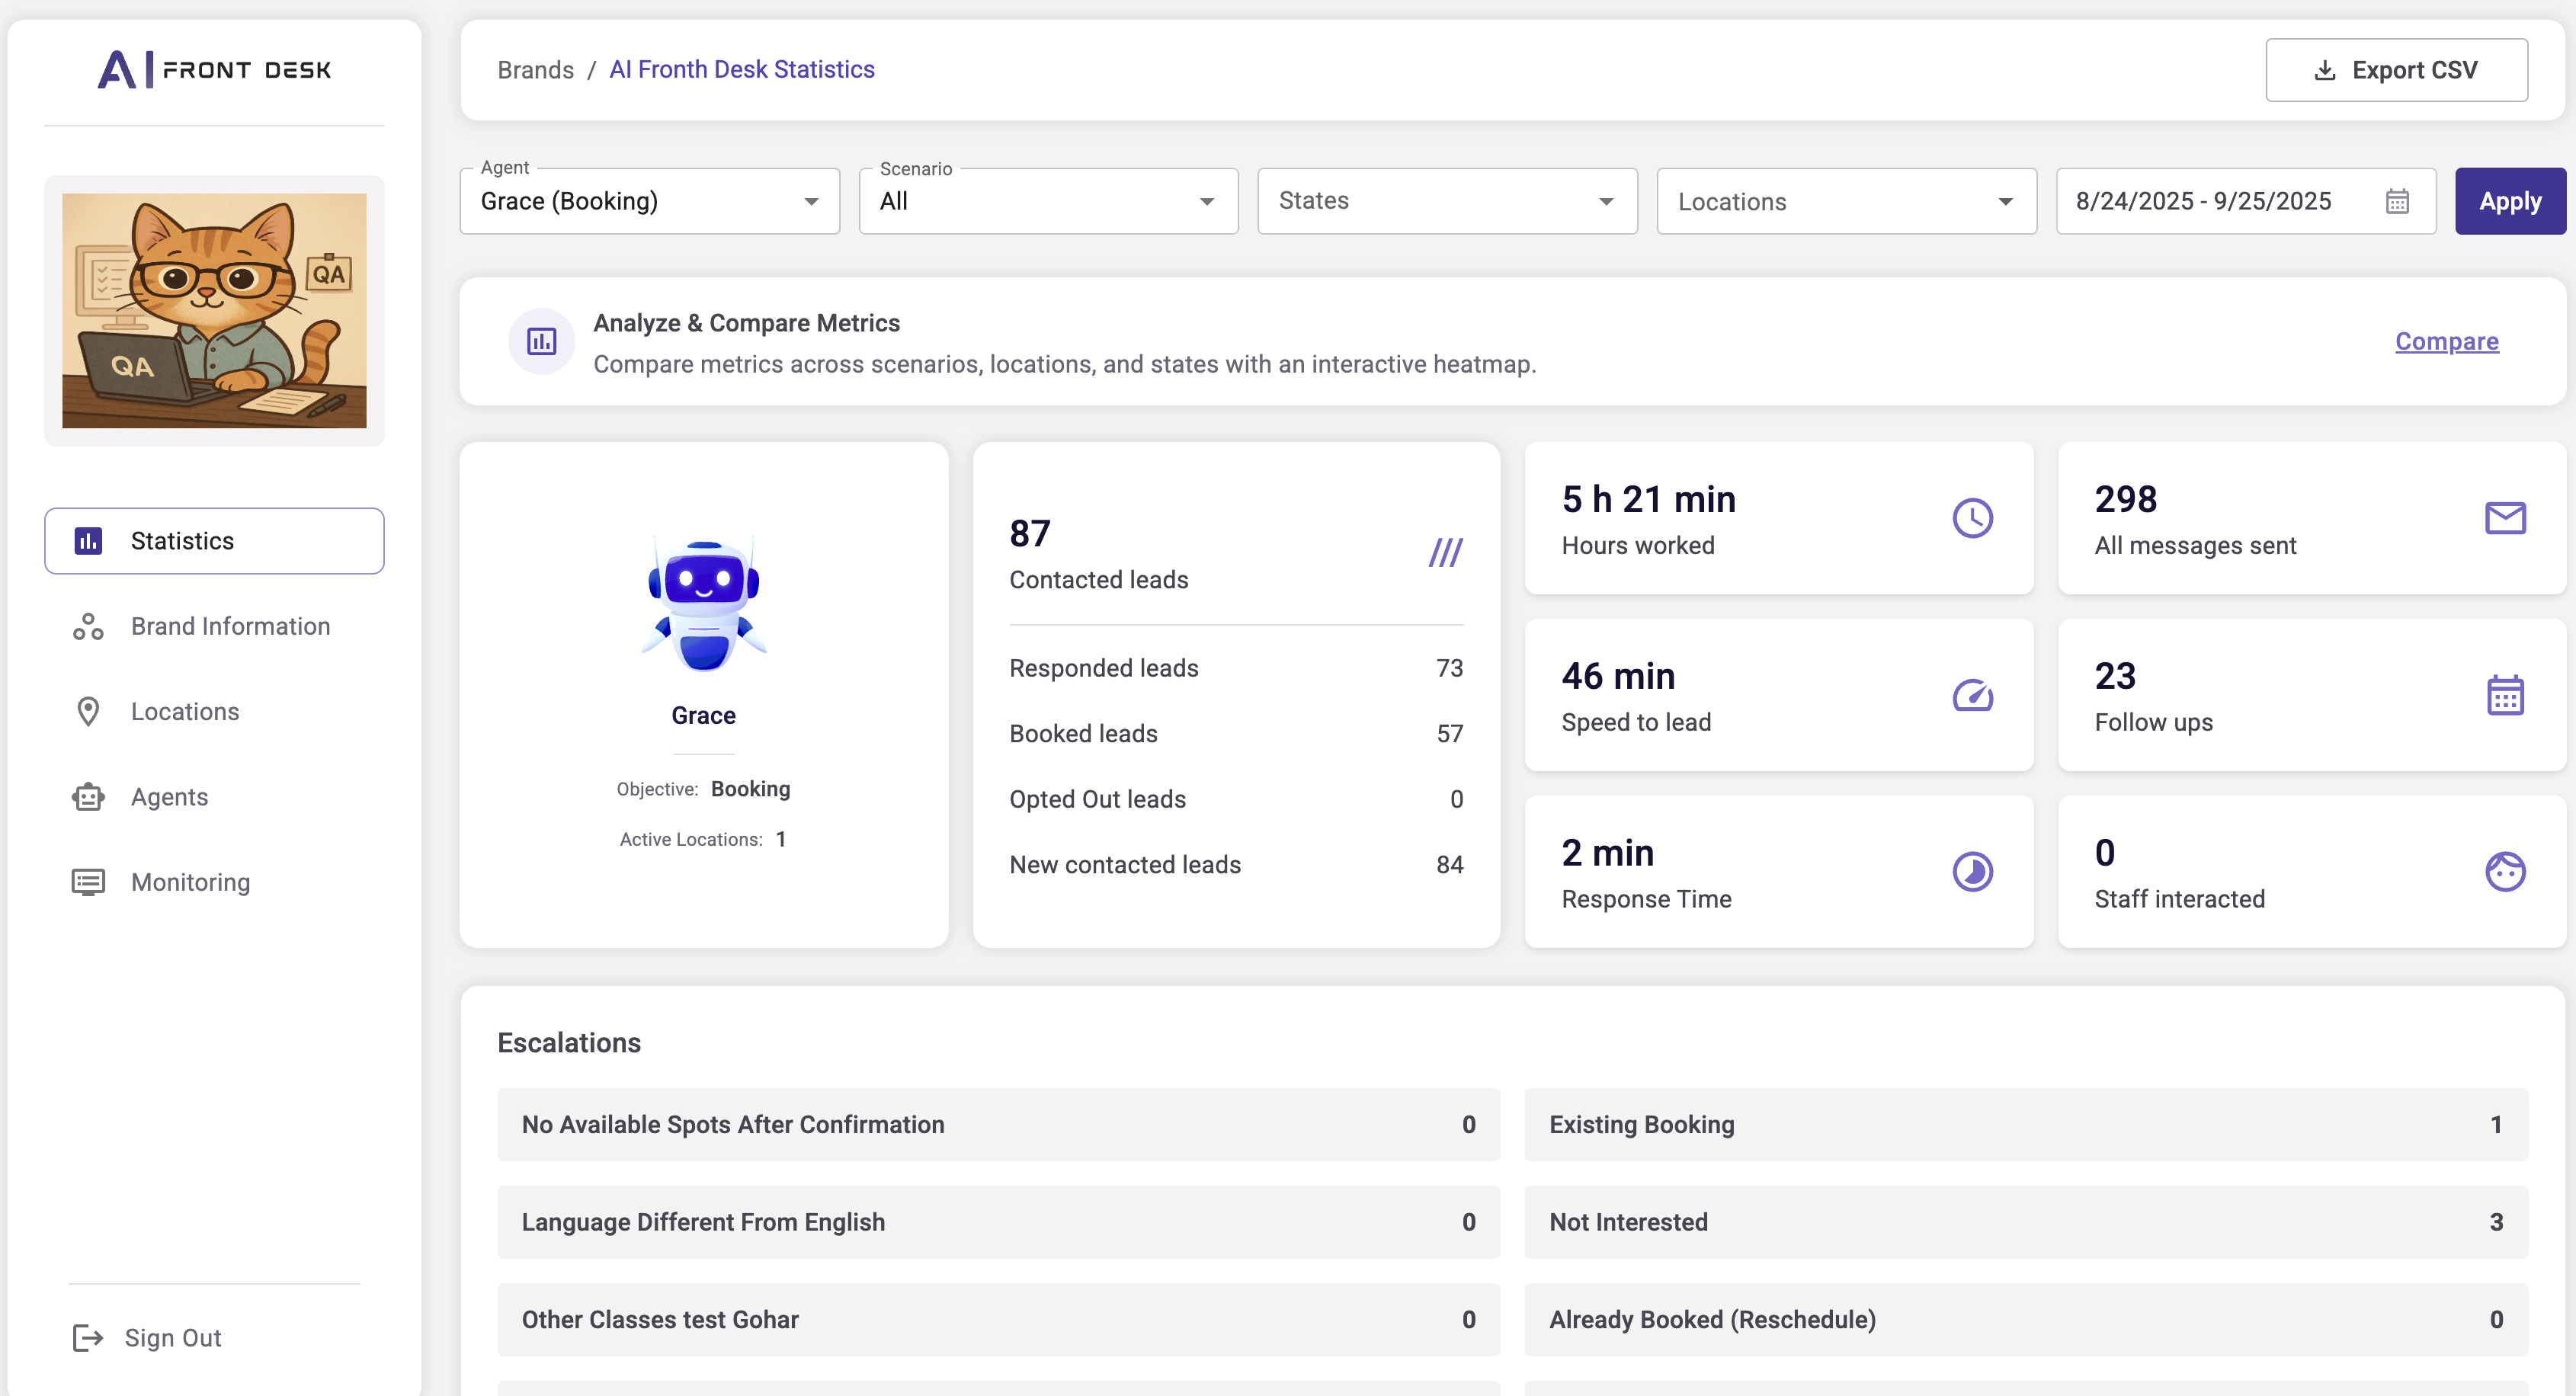 AI FRONT DESK
QA
QA
Statistics
Brand Information
Locations
Agents
Monitoring
Sign Out
Brands / AI Fronth Desk Statistics
Export CSV
Agent
Grace (Booking)
Scenario
All
States
Locations
8/24/2025 - 9/25/2025
Apply
Analyze & Compare Metrics
Compare metrics across scenarios, locations, and states with an interactive heatmap.
Compare
Grace
Objective: Booking
Active Locations: 1
87
Contacted leads
Responded leads 73
Booked leads 57
Opted Out leads 0
New contacted leads 84
5 h 21 min
Hours worked
298
All messages sent
46 min
Speed to lead
23
Follow ups
2 min
Response Time
0
Staff interacted
Escalations
No Available Spots After Confirmation 0
Existing Booking 1
Language Different From English 0
Not Interested 3
Other Classes test Gohar 0
Already Booked (Reschedule) 0